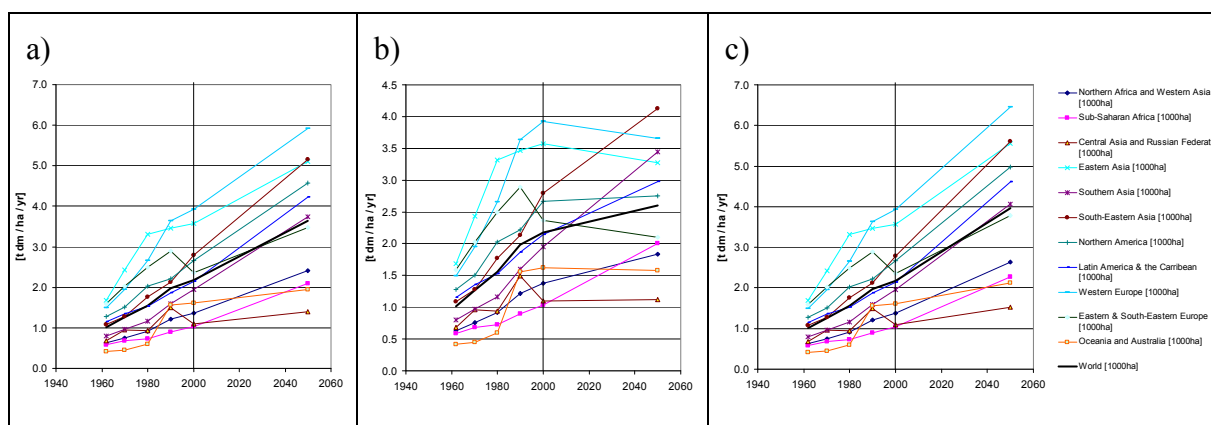 a)
7.0
6.0
5.0
4.0
3.0
2.0
1.0
0.0
[t dm / ha / yr)
1940 1960 1980 2000 2020 2040 2060
b)
4.5
4.0
3.5
3.0
2.5
2.0
1.5
1.0
0.5
0.0
[t dm / ha / yr)
1940 1960 1980 2000 2020 2040 2060
c)
7.0
6.0
5.0
4.0
3.0
2.0
1.0
0.0
[t dm / ha / yr)
1940 1960 1980 2000 2020 2040 2060
Northern Africa and Western Asia
[1000ha]
Sub-Saharan Africa [1000ha]
Central Asia and Russian Federat
[1000ha]
Eastern Asia [1000ha]
Southern Asia [1000ha]
South-Eastern Asia [1000ha]
Northern America [1000ha]
Latin America & the Carribean
[1000ha]
Western Europe [1000ha]
Eastern & South-Eastern Europe
[1000ha]
Oceania and Australia [1000ha]
World [1000ha]